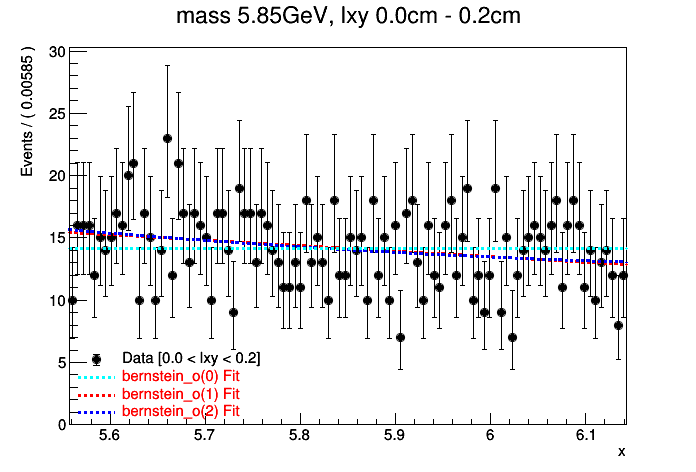 mass 5.85GeV, lxy 0.0cm - 0.2cm
Events / ( 0.00585 )
30
25
20
15
10
5
0
Data [0.0 < lxy < 0.2]
bernstein_o(0) Fit
bernstein_o(1) Fit
bernstein_o(2) Fit
5.6 5.7 5.8 5.9 6 6.1
x